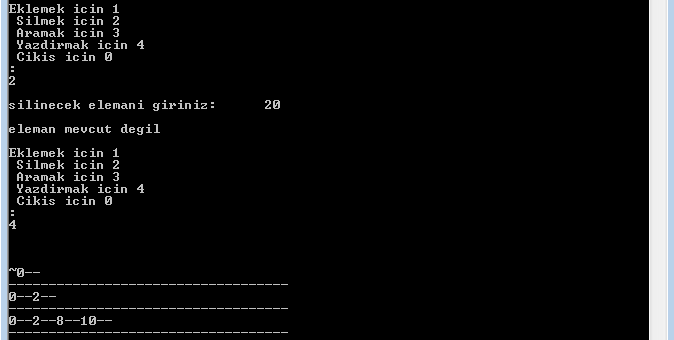 Eklemek icin 1
Silmek icin 2
Aramak icin 3
Yazdirmak icin 4
Cikis icin 0
:
2
silinecek elemani giriniz: 20
eleman mevcut degil
Eklemek icin 1
Silmek icin 2
Aramak icin 3
Yazdirmak icin 4
Cikis icin 0
:
4
~0--
-----------------------------------
0--2--
-----------------------------------
0--2--8--10--
-----------------------------------